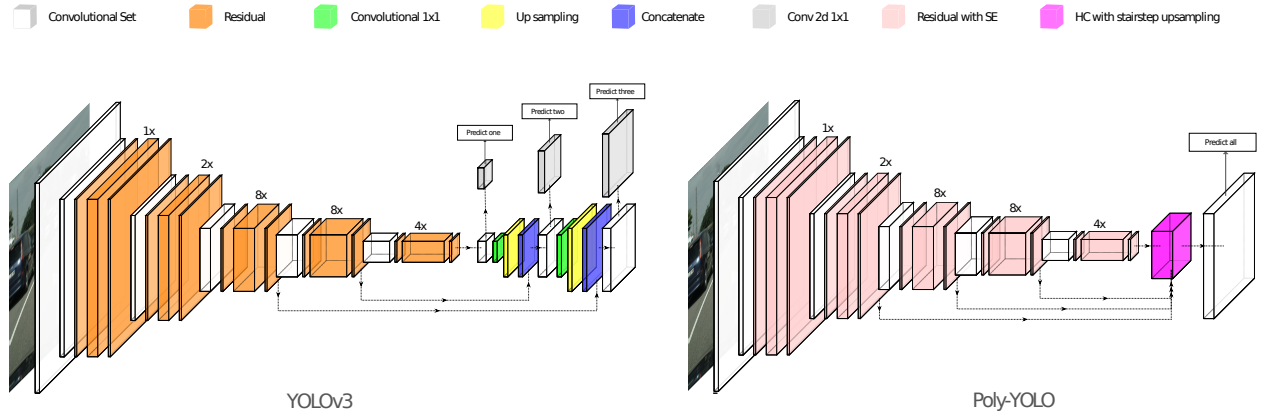 Convolutional Set
Residual
Convolutional 1x1
Up sampling
Concatenate
Conv 2d 1x1
Residual with SE
HC with stairstep upsampling
1x
2x
8x
8x
4x
Predict one
Predict two
Predict three
YOLOv3
1x
2x
8x
8x
4x
Predict all
Poly-YOLO